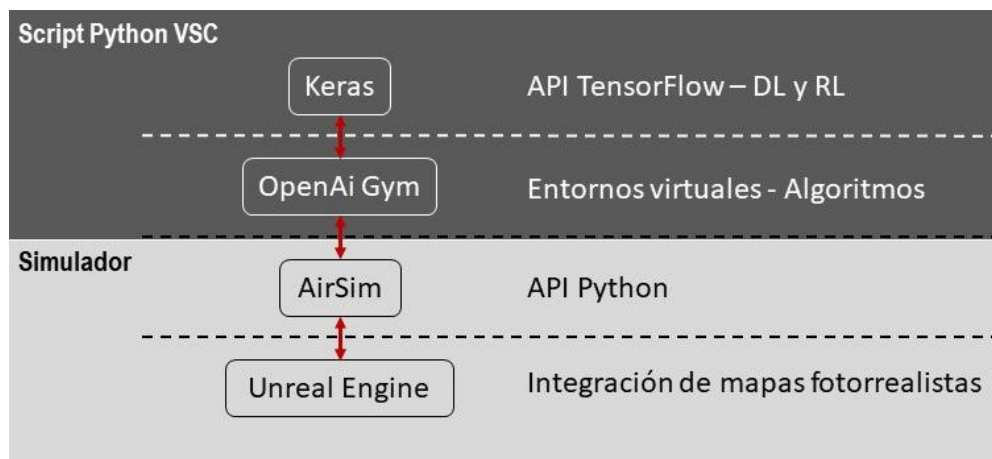 Script Python VSC
Keras
API TensorFlow – DL y RL
OpenAi Gym
Entornos virtuales - Algoritmos
Simulador
AirSim
API Python
Unreal Engine
Integración de mapas fotorrealistas